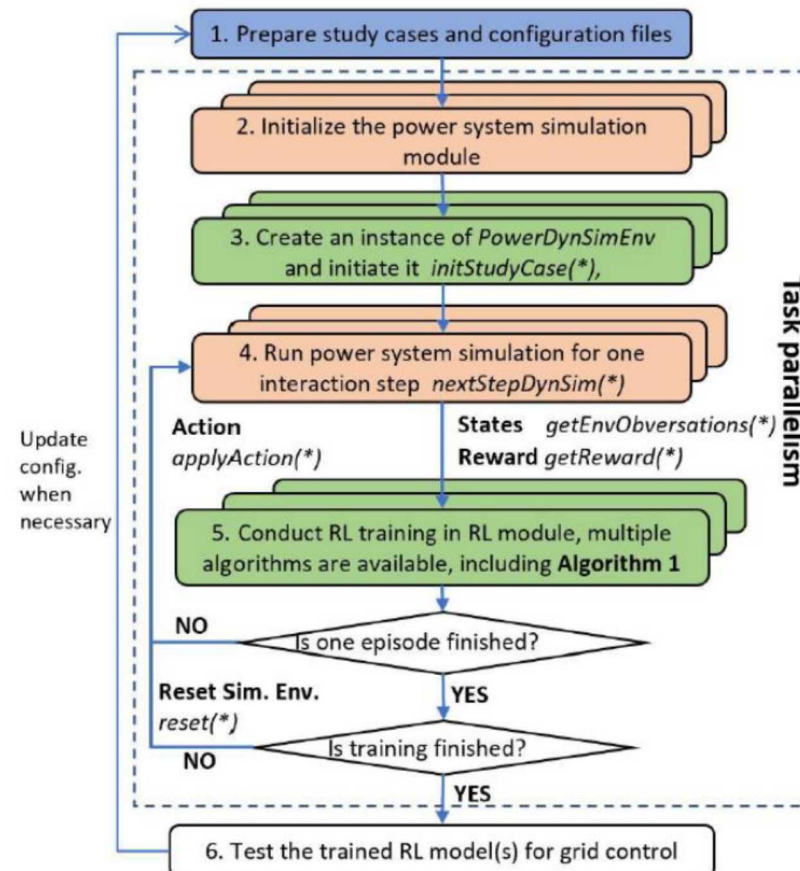 1. Prepare study cases and configuration files
2. Initialize the power system simulation
module
3. Create an instance of PowerDynSimEnv
and initiate it initStudyCase(*),
Task parallelism
4. Run power system simulation for one
interaction step nextStepDynSim(*)
Action
applyAction(*)
States getEnvObversations(*)
Reward getReward(*)
Update
config.
when
necessary
5. Conduct RL training in RL module, multiple
algorithms are available, including Algorithm 1
NO
Is one episode finished?
YES
Reset Sim. Env.
reset(*)
Is training finished?
NO
YES
6. Test the trained RL model(s) for grid control